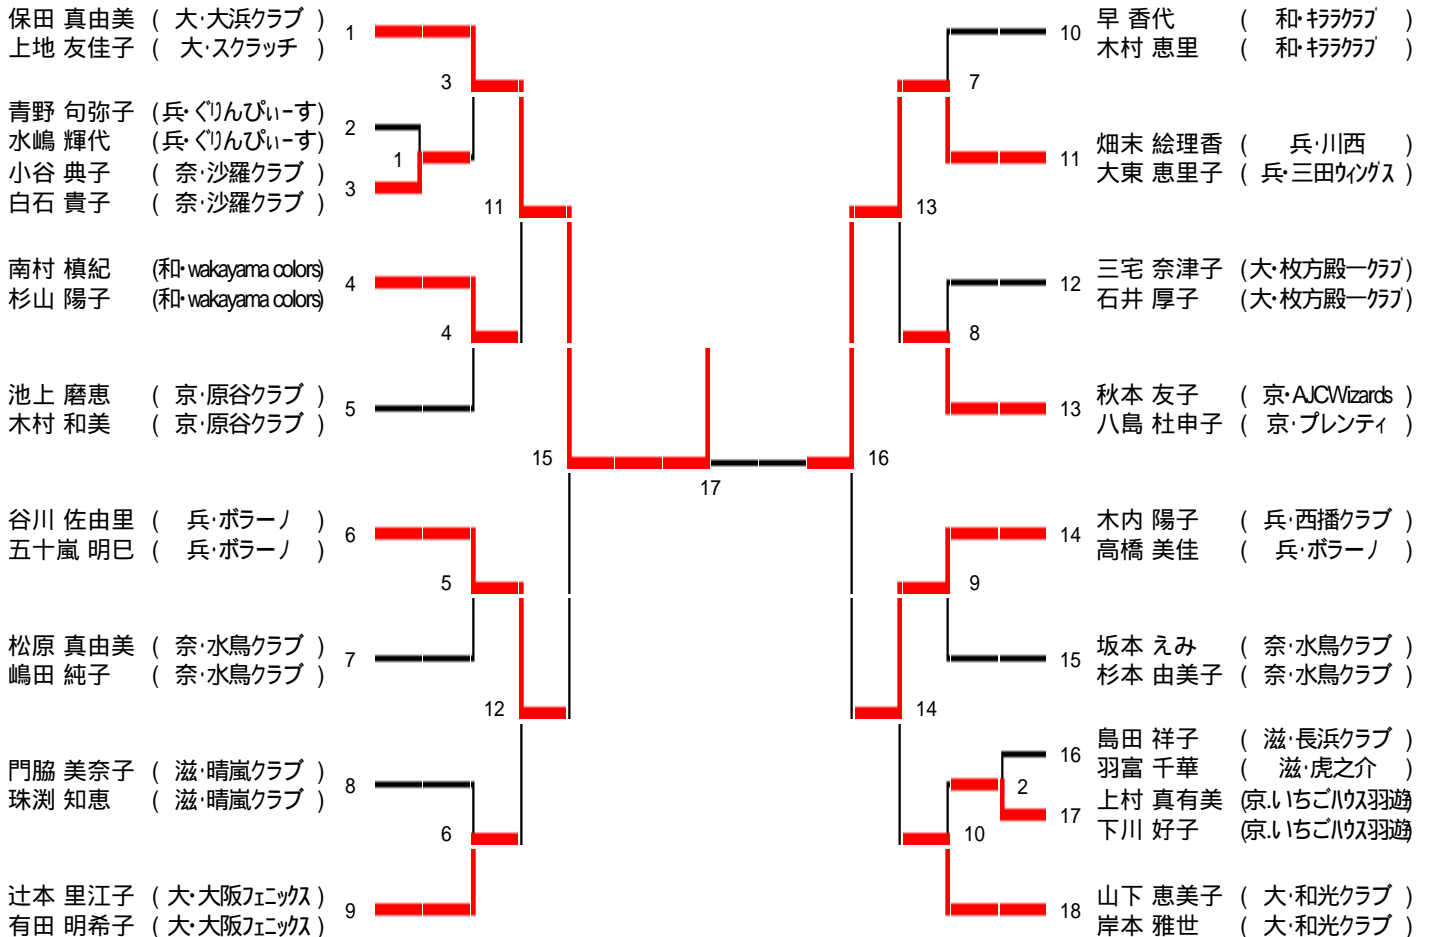 保田 真由美 ( 大・大浜クラブ ) 1
上地 友佳子 ( 大・スクラッチ )
3
青野 句弥子 (兵・ぐりんぴぃーす) 2
水嶋 輝代 (兵・ぐりんぴぃーす)
1
小谷 典子 ( 奈・沙羅クラブ ) 3
白石 貴子 ( 奈・沙羅クラブ )
11
南村 槙紀 (和・wakayama colors) 4
杉山 陽子 (和・wakayama colors)
4
池上 磨恵 ( 京・原谷クラブ ) 5
木村 和美 ( 京・原谷クラブ )
15
谷川 佐由里 ( 兵・ボラーノ ) 6
五十嵐 明巳 ( 兵・ボラーノ )
5
松原 真由美 ( 奈・水鳥クラブ ) 7
嶋田 純子 ( 奈・水鳥クラブ )
12
門脇 美奈子 ( 滋・晴嵐クラブ ) 8
珠渕 知恵 ( 滋・晴嵐クラブ )
6
辻本 里江子 ( 大・大阪フェニックス ) 9
有田 明希子 ( 大・大阪フェニックス )
17
10 早 香代 ( 和・キララクラブ )
木村 恵里 ( 和・キララクラブ )
7
11 畑末 絵理香 ( 兵・川西 )
大東 恵里子 ( 兵・三田ウィングス )
13
12 三宅 奈津子 (大・枚方殿一クラブ)
石井 厚子 (大・枚方殿一クラブ)
8
13 秋本 友子 ( 京・AJCWizards )
八島 杜申子 ( 京・プレンティ )
16
14 木内 陽子 ( 兵・西播クラブ )
高橋 美佳 ( 兵・ボラーノ )
9
15 坂本 えみ ( 奈・水鳥クラブ )
杉本 由美子 ( 奈・水鳥クラブ )
14
16 島田 祥子 ( 滋・長浜クラブ )
羽富 千華 ( 滋・虎之介 )
2
17 上村 真有美 (京.いちごハウス羽遊)
下川 好子 (京.いちごハウス羽遊)
10
18 山下 恵美子 ( 大・和光クラブ )
岸本 雅世 ( 大・和光クラブ )